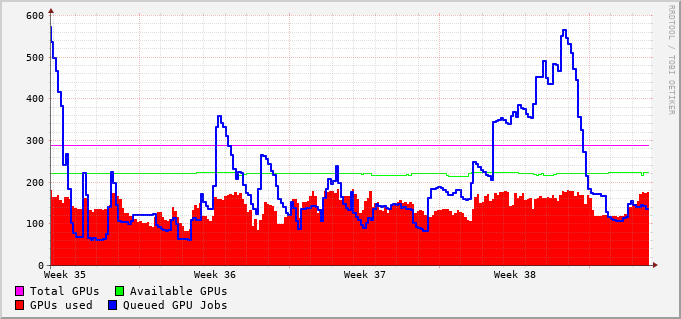 600
500
400
300
200
100
0
Week 35 Week 36 Week 37 Week 38
Total GPUs Available GPUs
GPUs used Queued GPU Jobs
RRDTOOL / TOBI OETIKER